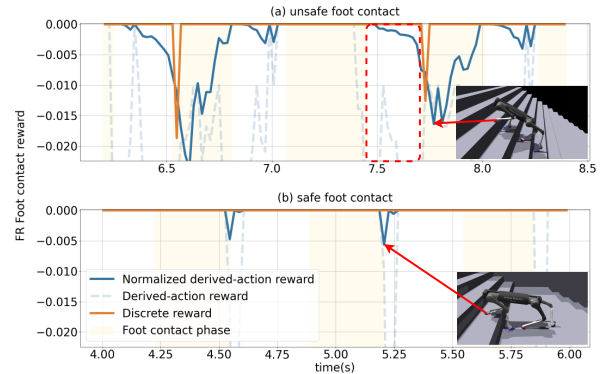 (a) unsafe foot contact
0.000
−0.005
−0.010
−0.015
−0.020
6.5 7.0 7.5 8.0 8.5
FR Foot contact reward
(b) safe foot contact
0.000
−0.005
−0.010
−0.015
−0.020
Normalized derived-action reward
Derived-action reward
Discrete reward
Foot contact phase
4.00 4.25 4.50 4.75 5.00 5.25 5.50 5.75 6.00
time(s)